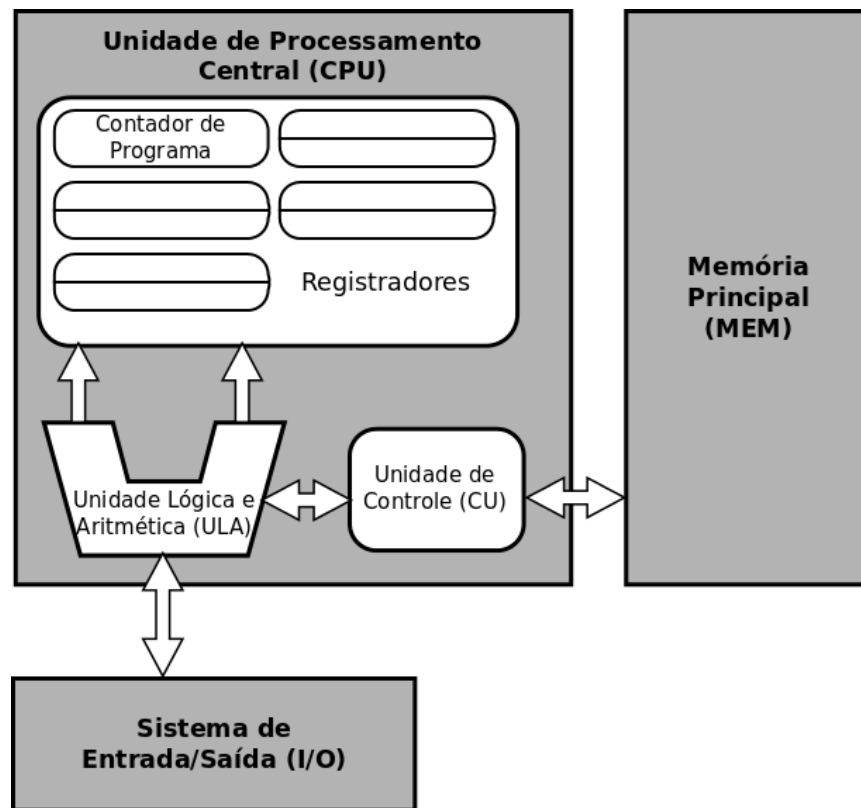 Unidade de Processamento
Central (CPU)
Contador de
Programa
Registradores
Memória
Principal
(MEM)
Unidade Lógica e
Aritmética (ULA)
Unidade de
Controle (CU)
Sistema de
Entrada/Saída (I/O)